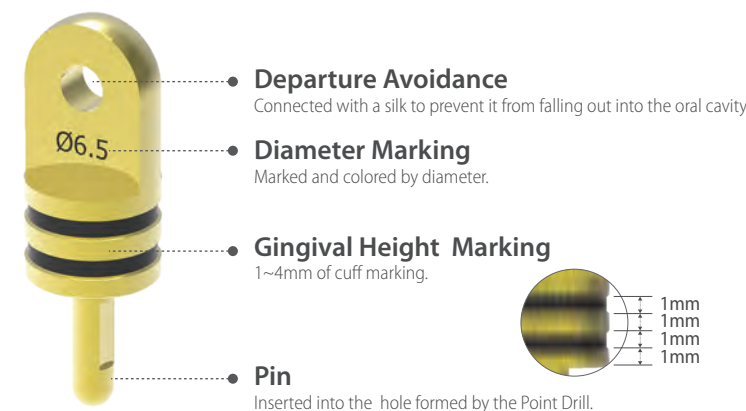 Departure Avoidance
Connected with a silk to prevent it from falling out into the oral cavity
Ø6.5
Diameter Marking
Marked and colored by diameter.
Gingival Height Marking
1~4mm of cuff marking.
1mm
1mm
1mm
1mm
Pin
Inserted into the hole formed by the Point Drill.